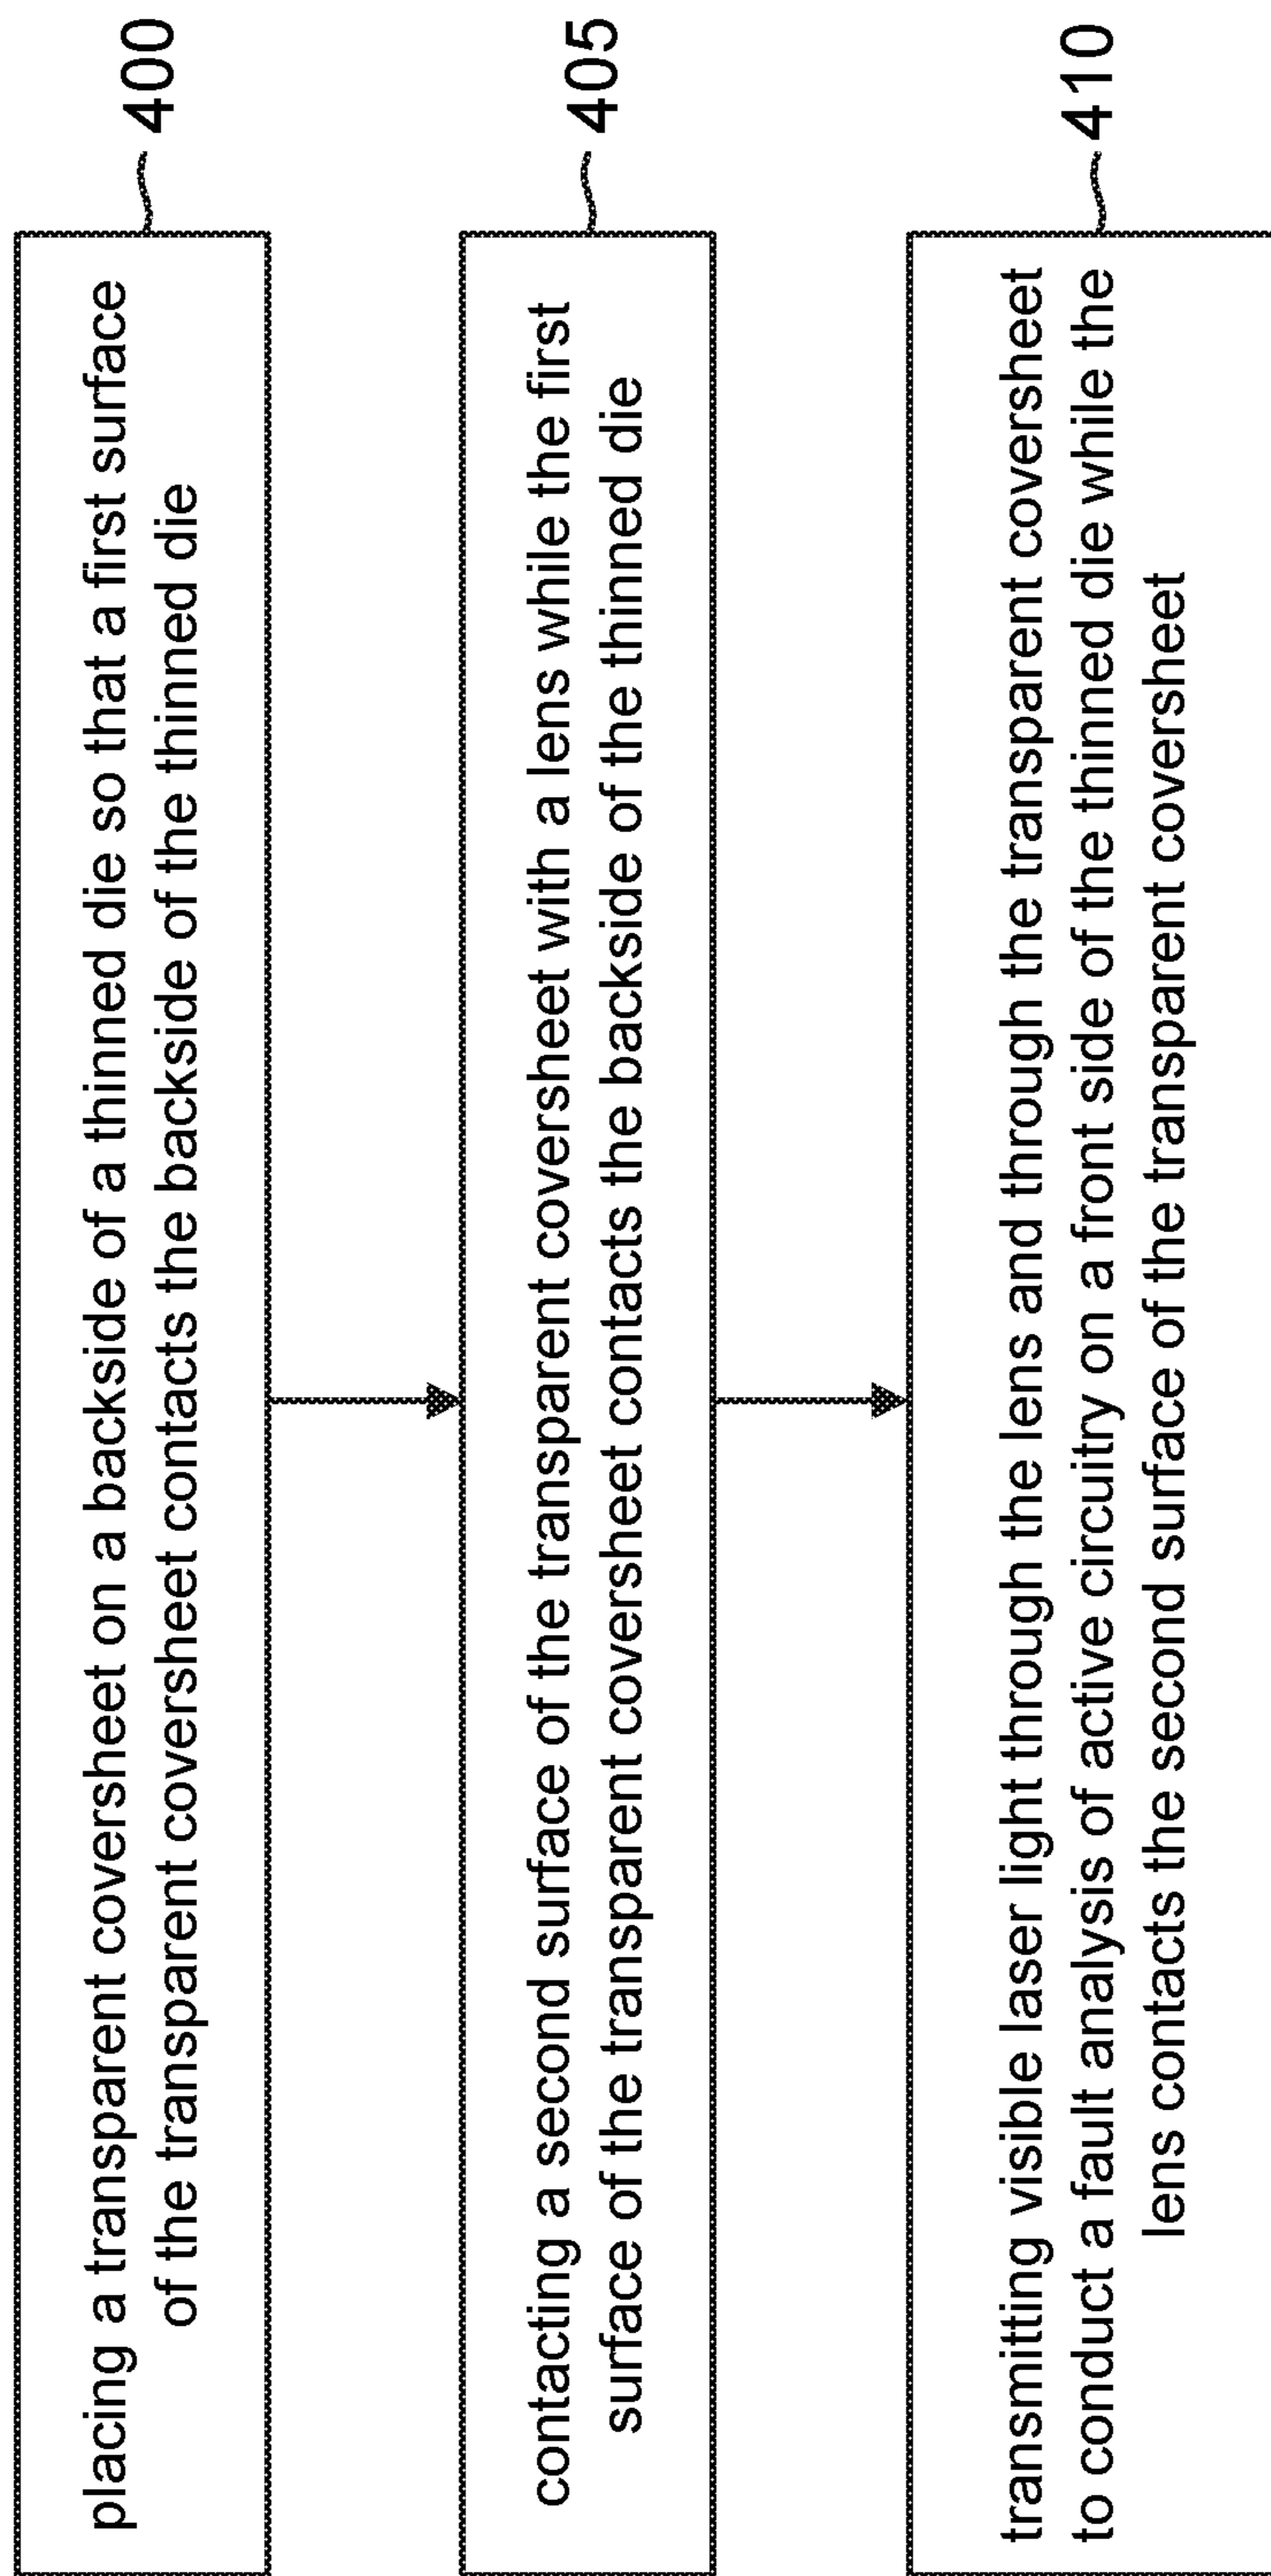 placing a transparent coversheet on a backside of a thinned die so that a first surface
of the transparent coversheet contacts the backside of the thinned die
400
contacting a second surface of the transparent coversheet with a lens while the first
surface of the transparent coversheet contacts the backside of the thinned die
405
transmitting visible laser light through the lens and through the transparent coversheet
to conduct a fault analysis of active circuitry on a front side of the thinned die while the
lens contacts the second surface of the transparent coversheet
410